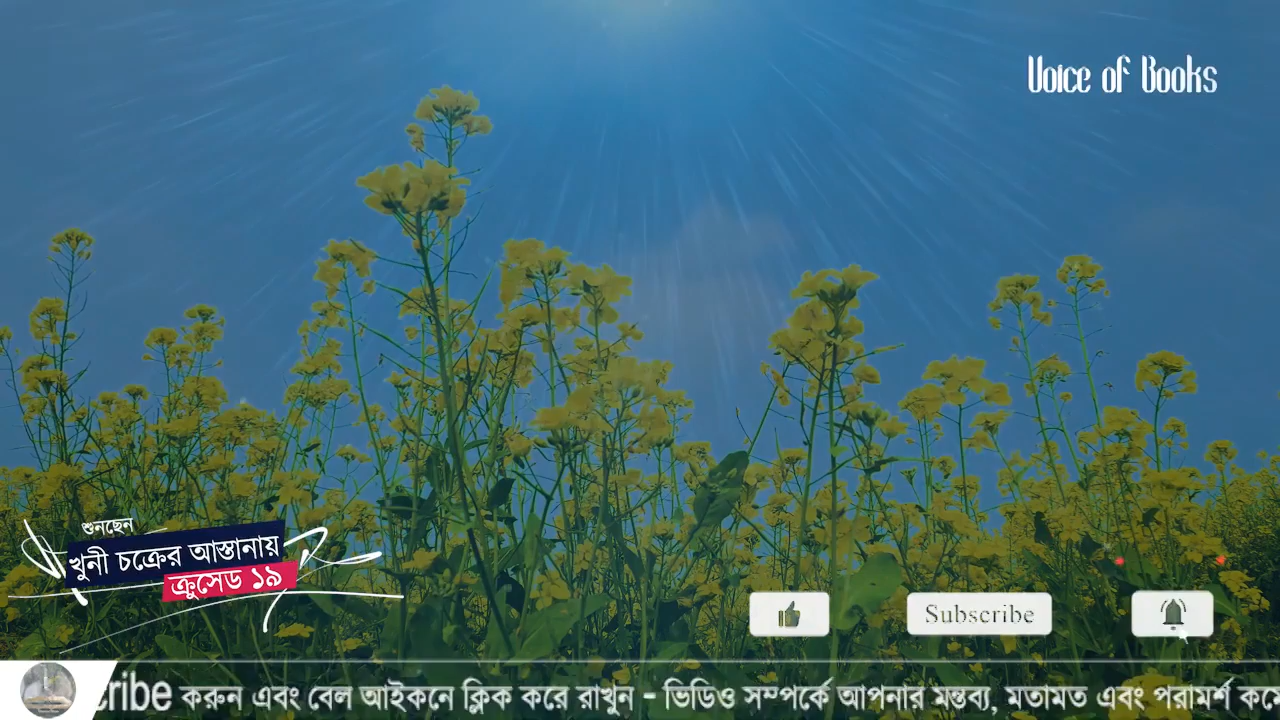 Voice of Books
শুনছেন
খুনী চক্রের আস্তানায়
ক্রুসেড ১৯
Subscribe
করুন এবং বেল আইকনে ক্লিক করে রাখুন - ভিডিও সম্পর্কে আপনার মন্তব্য, মতামত এবং পরামর্শ